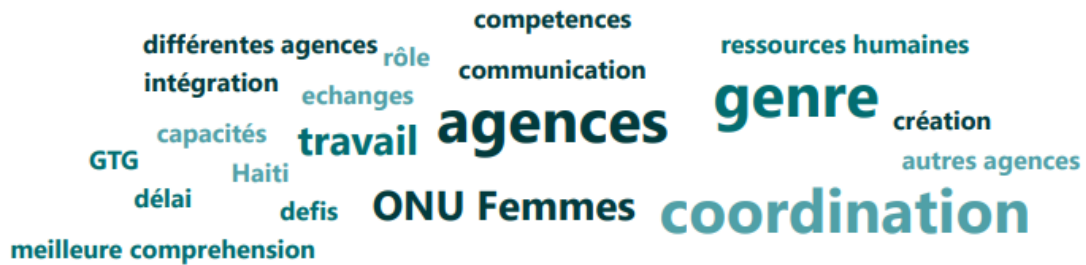 competences
différentes agences
rôle
ressources humaines
intégration
communication
echanges
genre
capacités
travail
agences
création
GTG
Haiti
autres agences
délai
defis
ONU Femmes
coordination
meilleure comprehension